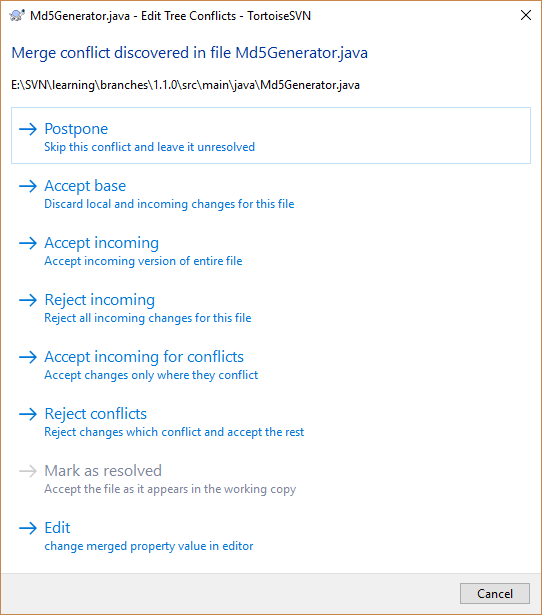 Md5Generator.java - Edit Tree Conflicts - TortoiseSVN
Merge conflict discovered in file Md5Generator.java
E:\SVN\learning\branches\1.1.0\src\main\java\Md5Generator.java
Postpone
Skip this conflict and leave it unresolved
Accept base
Discard local and incoming changes for this file
Accept incoming
Accept incoming version of entire file
Reject incoming
Reject all incoming changes for this file
Accept incoming for conflicts
Accept changes only where they conflict
Reject conflicts
Reject changes which conflict and accept the rest
Mark as resolved
Accept the file as it appears in the working copy
Edit
change merged property value in editor
Cancel